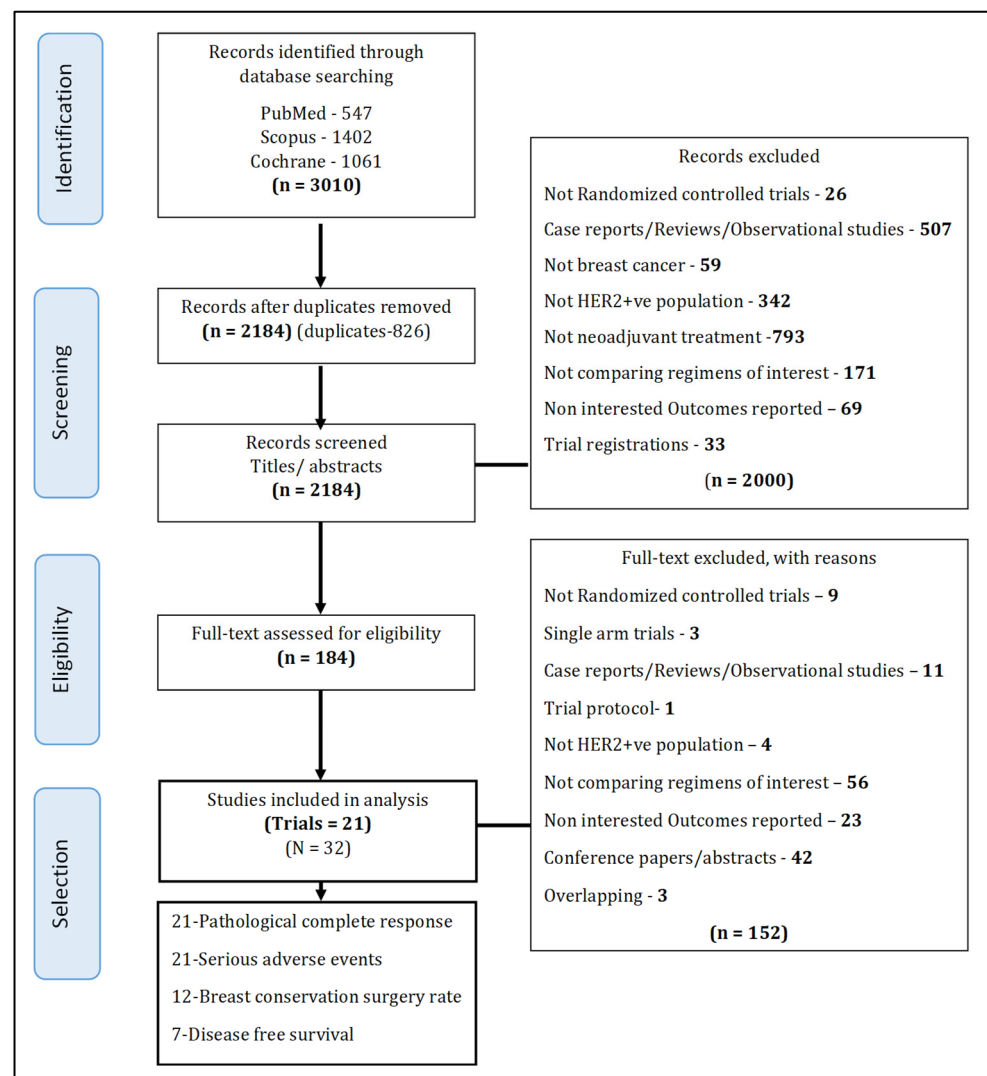 Identification
Records identified through
database searching
PubMed - 547
Scopus - 1402
Cochrane - 1061
(n = 3010)
Screening
Records after duplicates removed
(n = 2184) (duplicates-826)
Records screened
Titles/ abstracts
(n = 2184)
Records excluded
Not Randomized controlled trials - 26
Case reports/Reviews/Observational studies - 507
Not breast cancer - 59
Not HER2+ve population - 342
Not neoadjuvant treatment -793
Not comparing regimens of interest - 171
Non interested Outcomes reported – 69
Trial registrations - 33
(n = 2000)
Eligibility
Full-text assessed for eligibility
(n = 184)
Full-text excluded, with reasons
Not Randomized controlled trials – 9
Single arm trials - 3
Case reports/Reviews/Observational studies – 11
Trial protocol- 1
Not HER2+ve population – 4
Not comparing regimens of interest – 56
Non interested Outcomes reported – 23
Conference papers/abstracts - 42
Overlapping - 3
(n = 152)
Selection
Studies included in analysis
(Trials = 21)
(N = 32)
21-Pathological complete response
21-Serious adverse events
12-Breast conservation surgery rate
7-Disease free survival